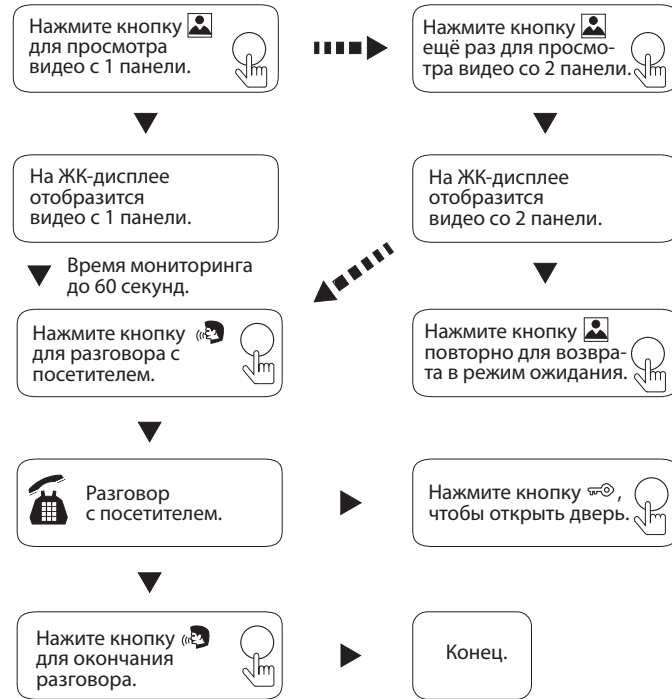 Нажмите кнопку
для просмотра
видео с 1 панели.
Нажмите кнопку
ещё раз для просмо-
тра видео со 2 панели.
На ЖК-дисплее
отобразится
видео с 1 панели.
На ЖК-дисплее
отобразится
видео со 2 панели.
Время мониторинга
до 60 секунд.
Нажмите кнопку
для разговора с
посетителем.
Нажмите кнопку
повторно для возвра-
та в режим ожидания.
Разговор
с посетителем.
Нажмите кнопку ,
чтобы открыть дверь.
Нажите кнопку
для окончания
разговора.
Конец.